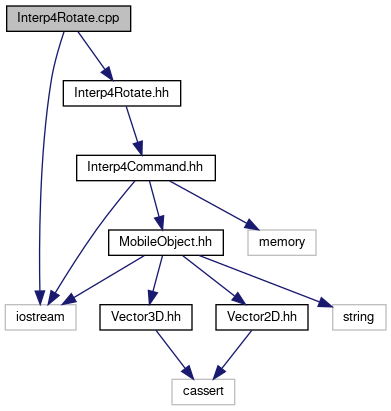 Interp4Rotate.cpp
Interp4Rotate.hh
Interp4Command.hh
MobileObject.hh
memory
iostream
Vector3D.hh
Vector2D.hh
string
cassert